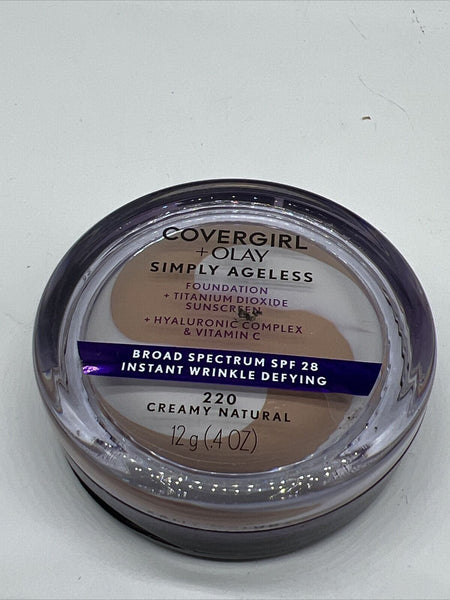 COVERGIRL
+ OLAY
SIMPLY AGELESS
FOUNDATION
+ TITANIUM DIOXIDE
SUNSCREEN
+ HYALURONIC COMPLEX
& VITAMIN C
BROAD SPECTRUM SPF 28
INSTANT WRINKLE DEFYING
220
CREAMY NATURAL
12 g (.4 OZ)